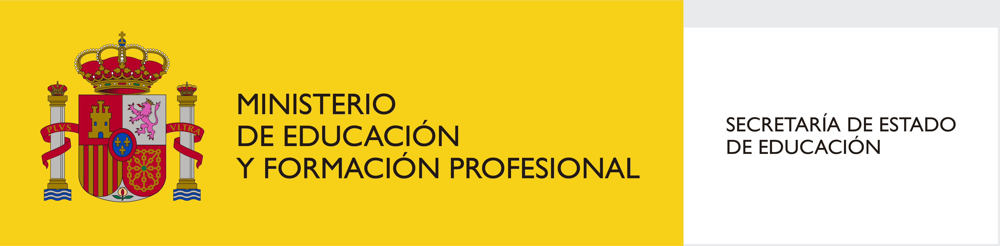 PLVS
VLTRA
MINISTERIO
DE EDUCACIÓN
Y FORMACIÓN PROFESIONAL
SECRETARÍA DE ESTADO
DE EDUCACIÓN